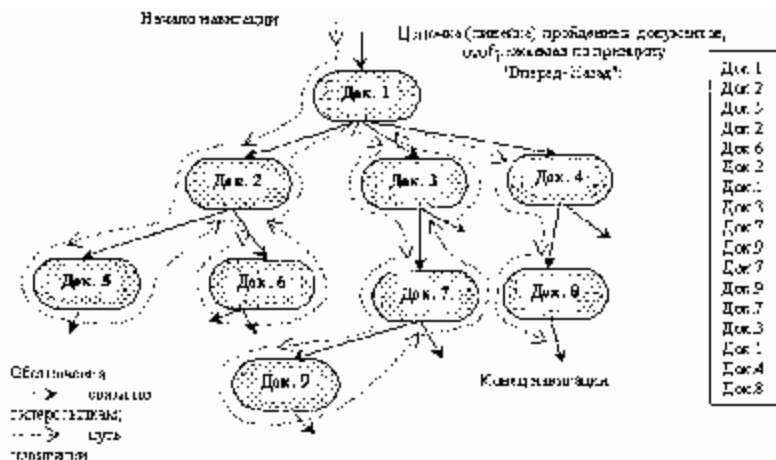 Начало навигации
Цепочка (линейка) пройденных документов,
отображаемая по принципу
"Вперед-Назад":
Док. 1
Док. 2
Док. 3
Док. 4
Док. 5
Док. 6
Док. 7
Док. 8
Док. 9
Конец навигации
Док 1
Док 2
Док 5
Док 2
Док 6
Док 2
Док 1
Док 3
Док 7
Док 9
Док 7
Док 9
Док 7
Док 3
Док 1
Док 4
Док 8
Обозначения
связи по
гиперссылкам;
путь
навигации